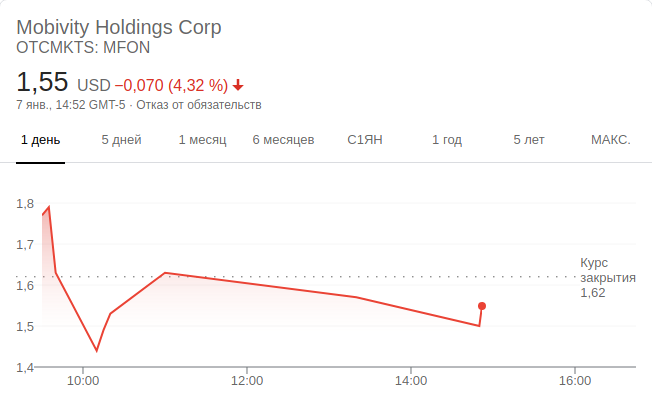 Mobivity Holdings Corp
OTCMKTS: MFON
1,55 USD −0,070 (4,32 %)
7 янв., 14:52 GMT-5 · Отказ от обязательств
1 день 5 дней 1 месяц 6 месяцев С1ЯН 1 год 5 лет МАКС.
1,8
1,7
1,6
1,5
1,4
Курс
закрытия
1,62
10:00 12:00 14:00 16:00